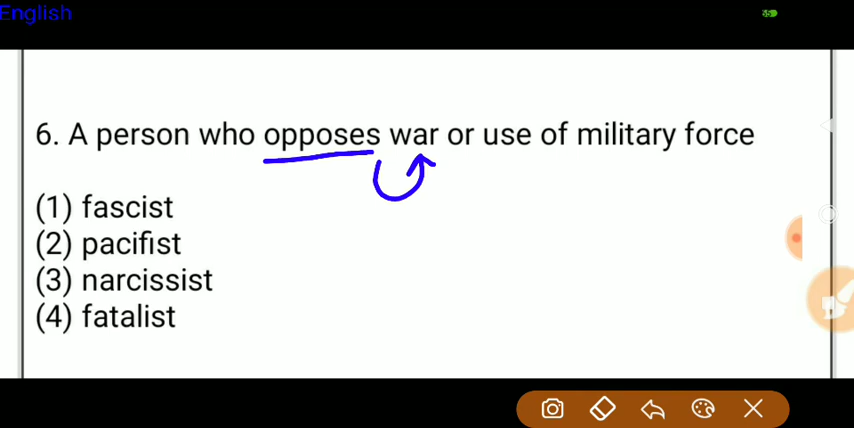 English
55
6. A person who opposes war or use of military force
(1) fascist
(2) pacifist
(3) narcissist
(4) fatalist